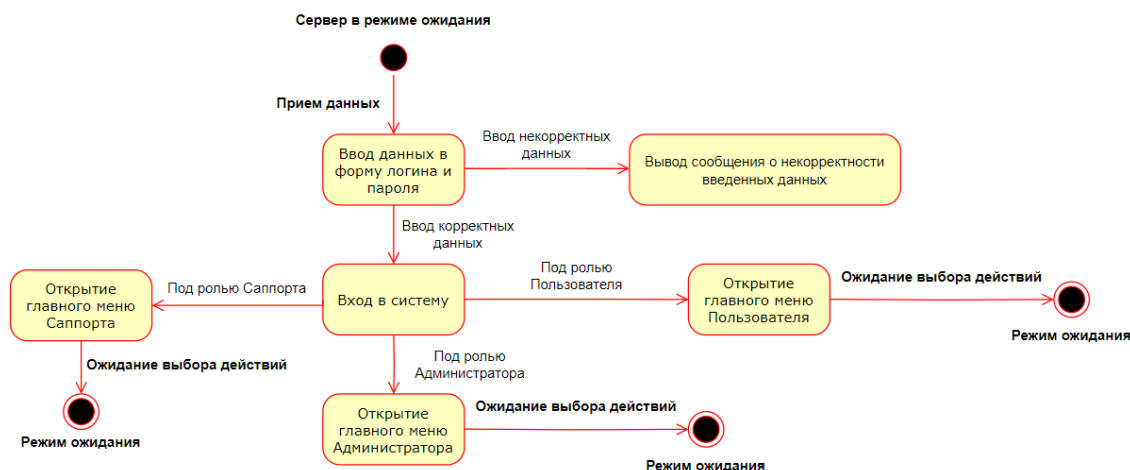 Сервер в режиме ожидания
Прием данных
Ввод данных в
форму логина и
пароля
Ввод некорректных
данных
Вывод сообщения о некорректности
введенных данных
Ввод корректных
данных
Открытие
главного меню
Саппорта
Под ролью Саппорта
Вход в систему
Под ролью
Пользователя
Открытие
главного меню
Пользователя
Ожидание выбора действий
Режим ожидания
Ожидание выбора действий
Режим ожидания
Под ролью
Администратора
Открытие
главного меню
Администратора
Ожидание выбора действий
Режим ожидания